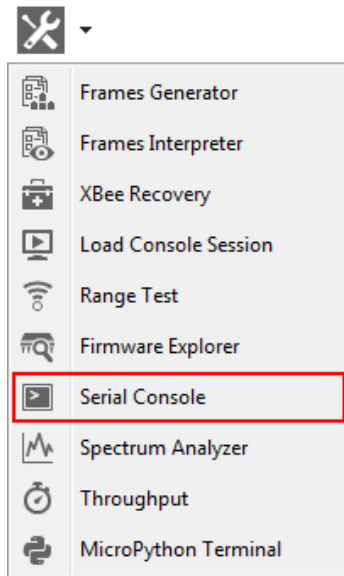 Frames Generator
Frames Interpreter
XBee Recovery
Load Console Session
Range Test
Firmware Explorer
Serial Console
Spectrum Analyzer
Throughput
MicroPython Terminal